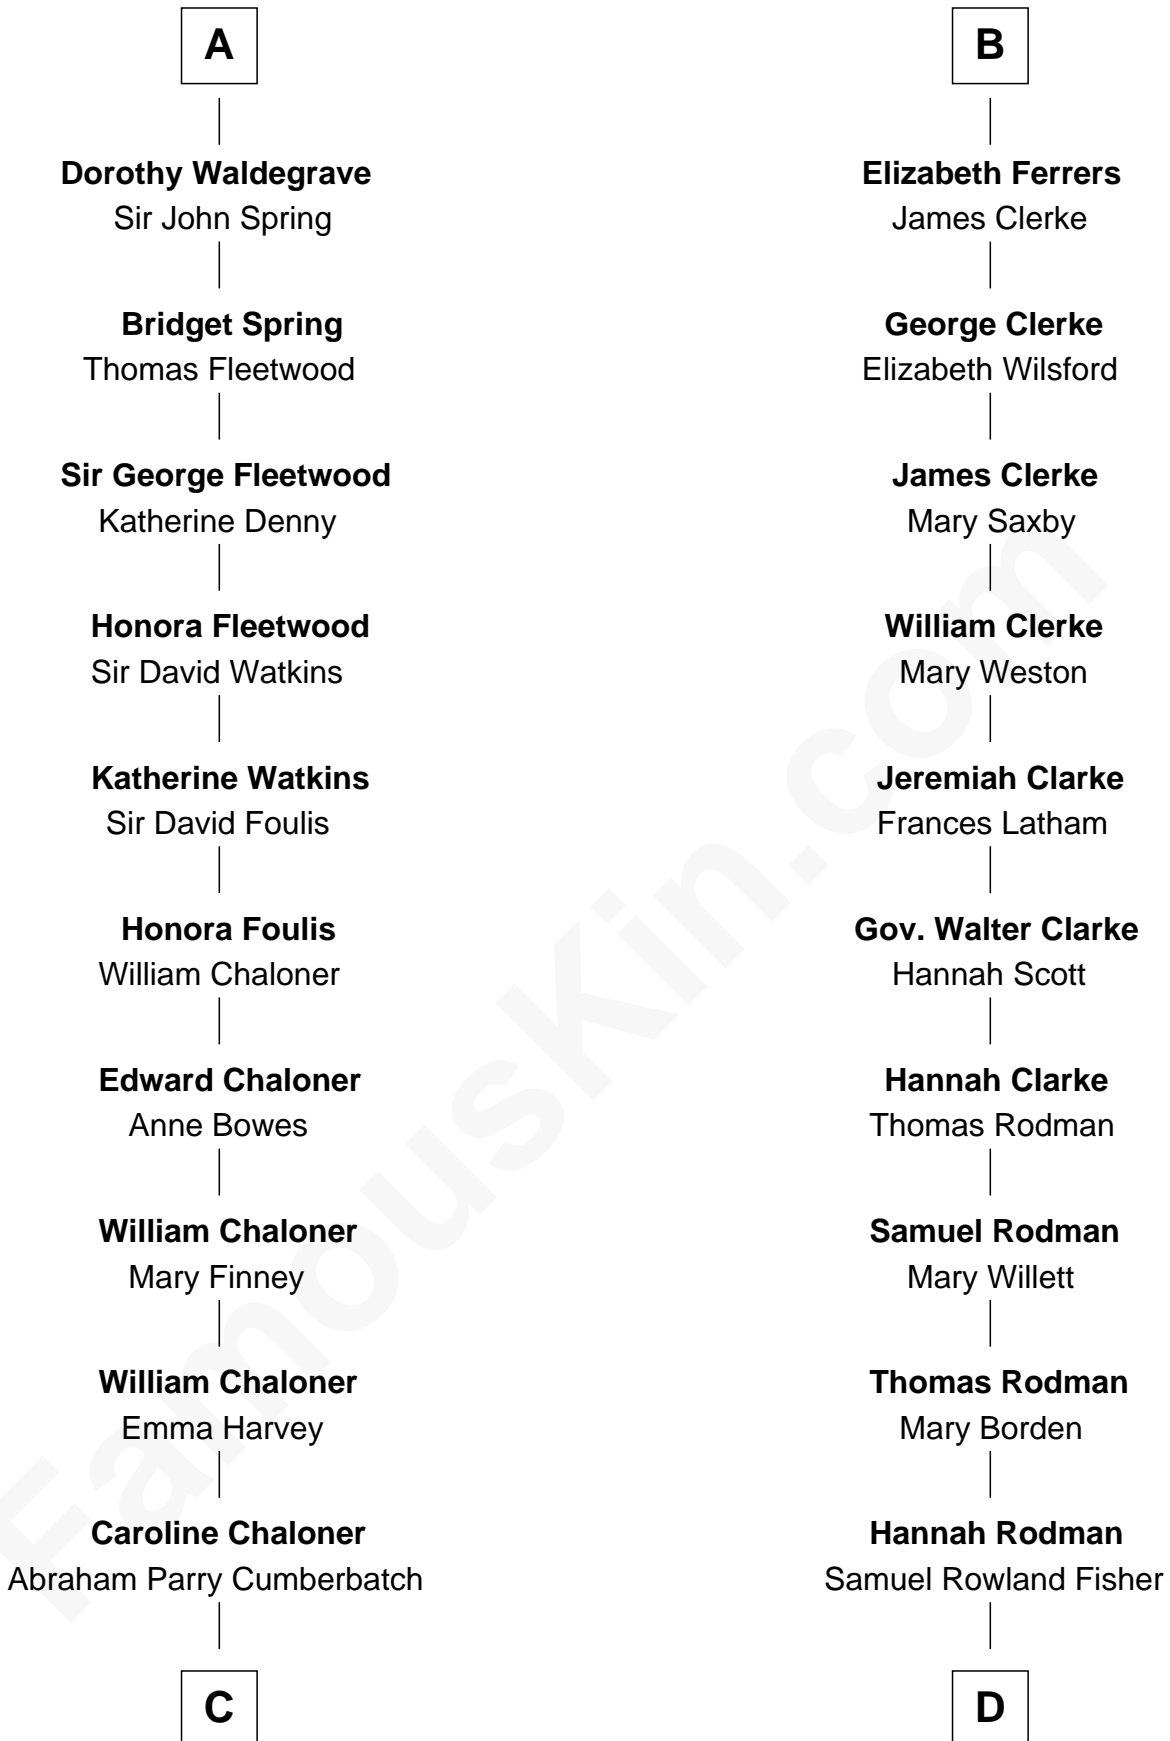 A
Dorothy Waldegrave
Sir John Spring
Bridget Spring
Thomas Fleetwood
Sir George Fleetwood
Katherine Denny
Honora Fleetwood
Sir David Watkins
Katherine Watkins
Sir David Foulis
Honora Foulis
William Chaloner
Edward Chaloner
Anne Bowes
William Chaloner
Mary Finney
William Chaloner
Emma Harvey
Caroline Chaloner
Abraham Parry Cumberbatch
C
B
Elizabeth Ferrers
James Clerke
George Clerke
Elizabeth Wilsford
James Clerke
Mary Saxby
William Clerke
Mary Weston
Jeremiah Clarke
Frances Latham
Gov. Walter Clarke
Hannah Scott
Hannah Clarke
Thomas Rodman
Samuel Rodman
Mary Willett
Thomas Rodman
Mary Borden
Hannah Rodman
Samuel Rowland Fisher
D
FamousKin.com